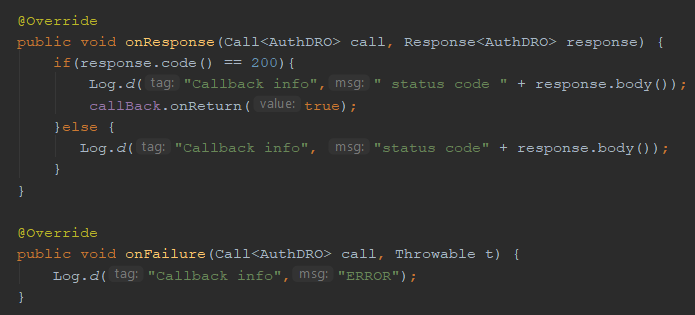 @Override
public void onResponse(Call<AuthDRO> call, Response<AuthDRO> response) {
if(response.code() == 200){
Log.d( tag: "Callback info", msg: " status code " + response.body());
callBack.onReturn( value: true);
}else {
Log.d( tag: "Callback info", msg: "status code" + response.body());
}
}
@Override
public void onFailure(Call<AuthDRO> call, Throwable t) {
Log.d( tag: "Callback info", msg: "ERROR");
}